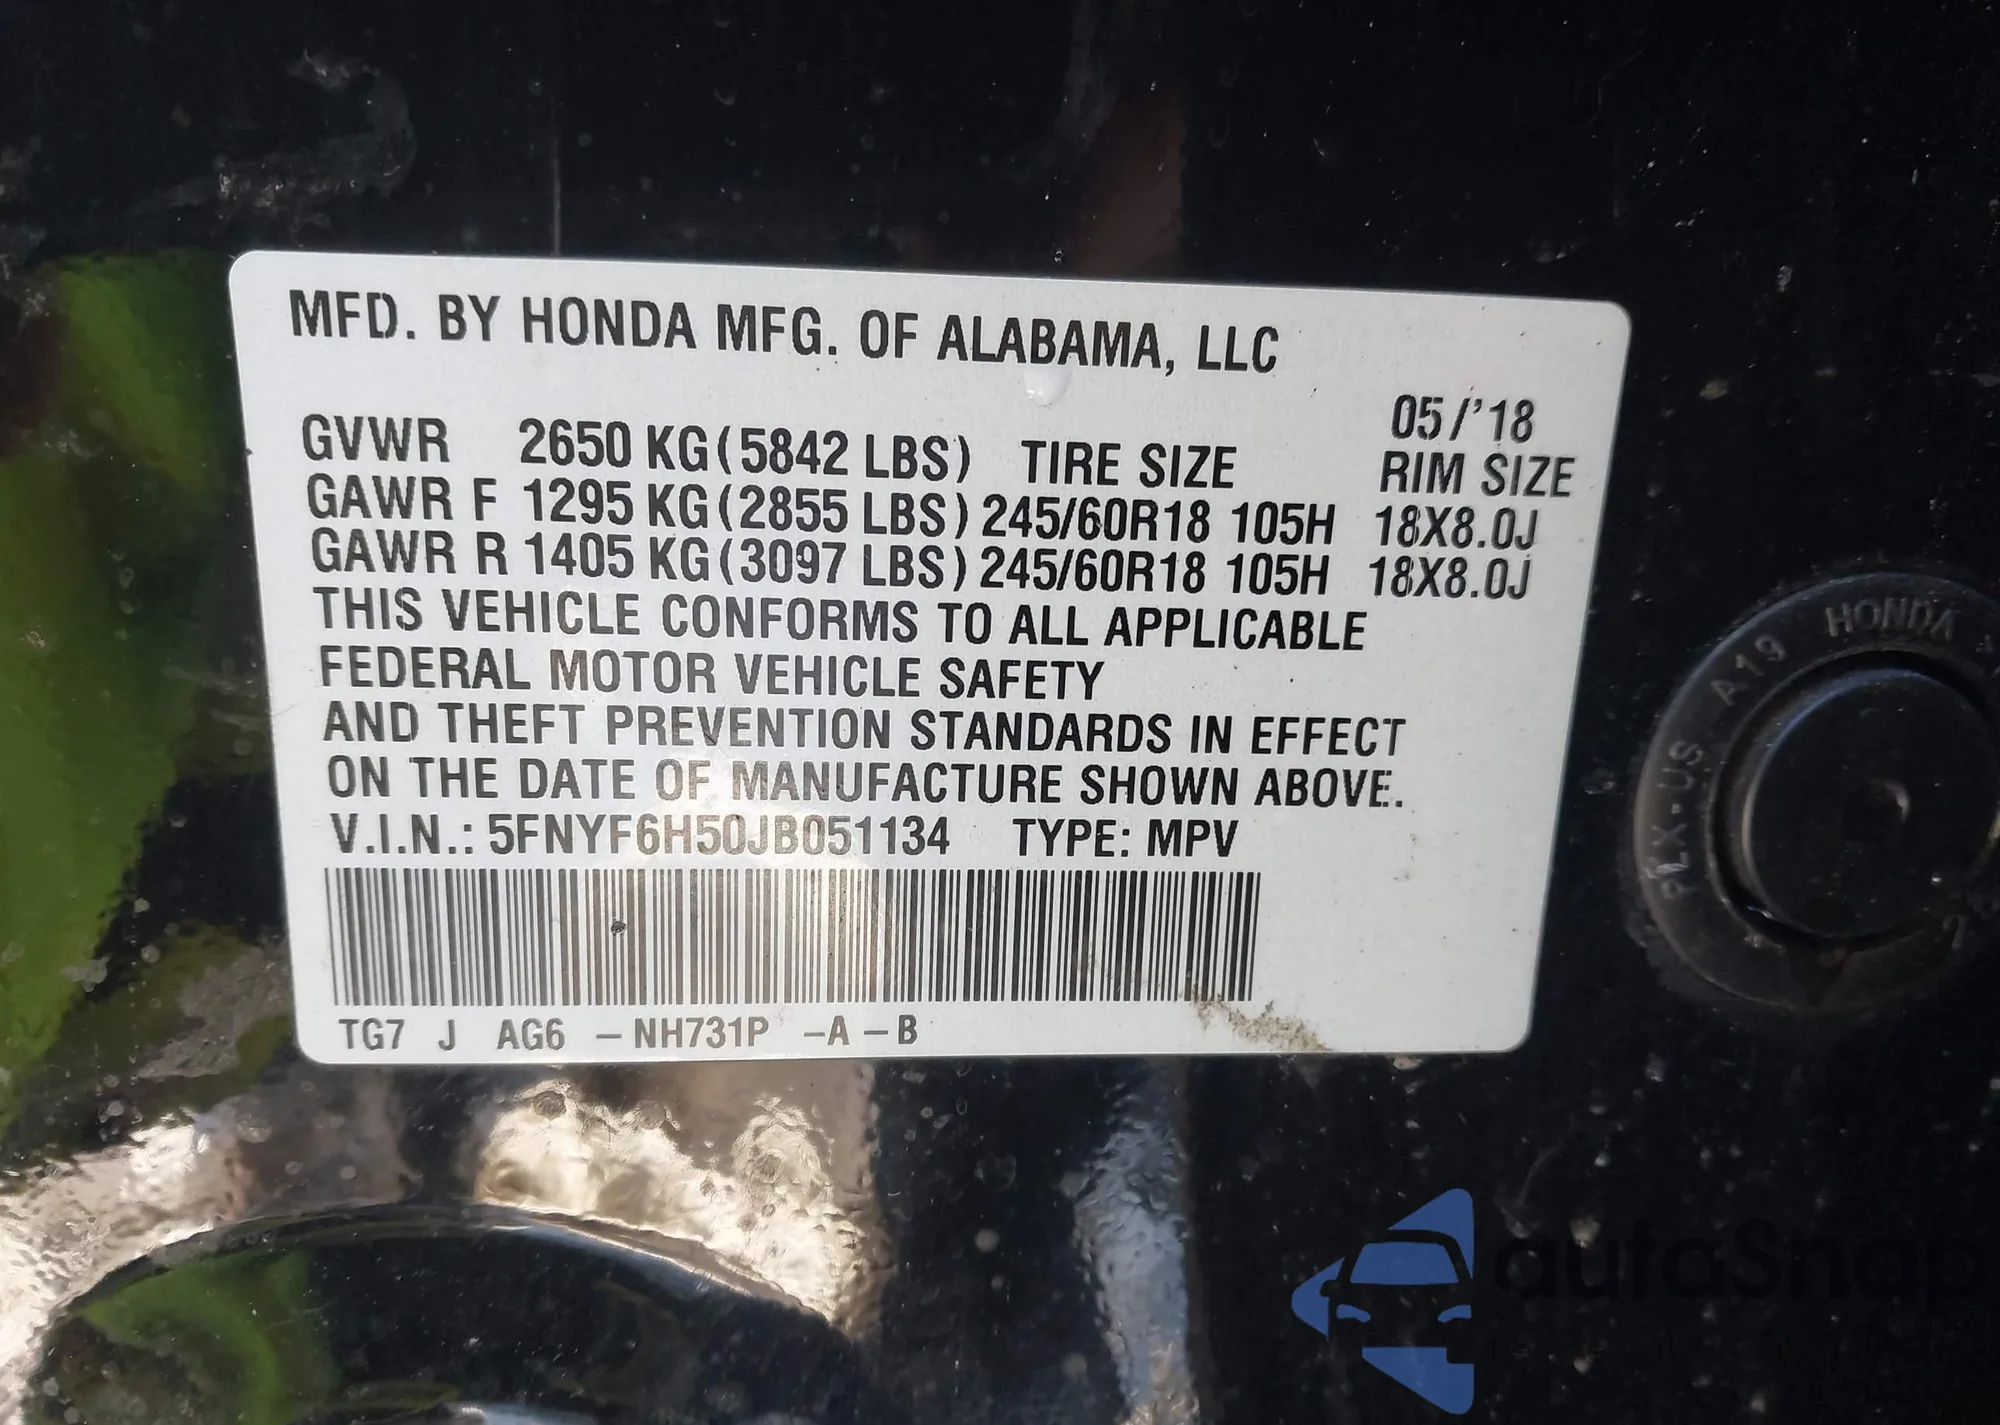 MFD. BY HONDA MFG. OF ALABAMA, LLC
05/'18
GVWR 2650 KG (5842 LBS) TIRE SIZE RIM SIZE
GAWR F 1295 KG (2855 LBS) 245/60R18 105H 18X8.0J
GAWR R 1405 KG (3097 LBS) 245/60R18 105H 18X8.0J
THIS VEHICLE CONFORMS TO ALL APPLICABLE
FEDERAL MOTOR VEHICLE SAFETY
AND THEFT PREVENTION STANDARDS IN EFFECT
ON THE DATE OF MANUFACTURE SHOWN ABOVE.
V.I.N.: 5FNYF6H50JB051134 TYPE: MPV
TG7 J AG6 –NH731P –A –B
PLX-US A19 HONDA
autaSnap